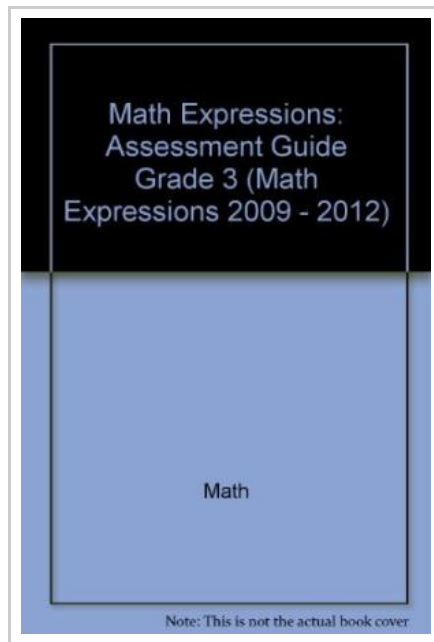 Math Expressions:
Assessment Guide
Grade 3 (Math
Expressions 2009 - 2012)
Math
Note: This is not the actual book cover